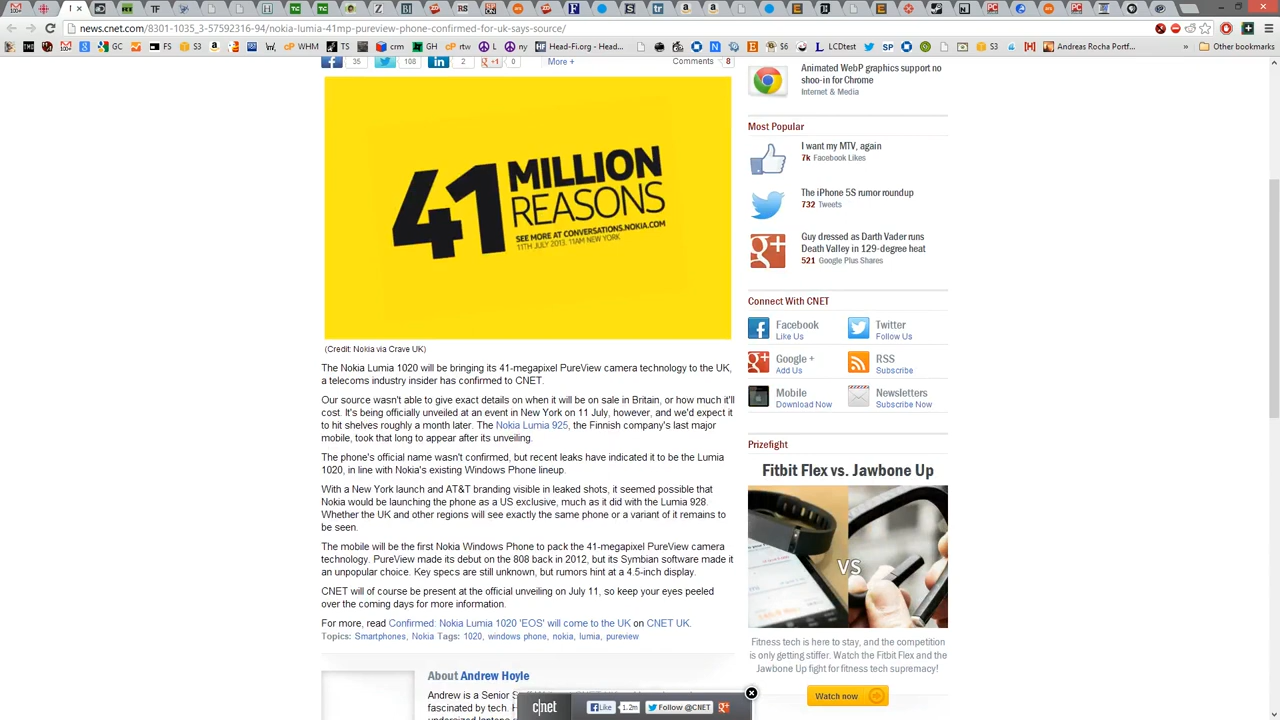 news.cnet.com/8301-1035_3-57592316-94/nokia-lumia-41mp-pureview-phone-confirmed-for-uk-says-source/
GC
FS
S3
cP WHM
TS
crm
GH
rtw
L
ny
Head-Fi.org - Head...
E
S6
LCDtest
SP
S3
Andreas Rocha Portf...
»
Other bookmarks
35
108
2
+1
0
More +
Comments
8
41 MILLION
REASONS
SEE MORE AT CONVERSATIONS.NOKIA.COM
11TH JULY 2013. 11AM NEW YORK
(Credit: Nokia via Crave UK)
The Nokia Lumia 1020 will be bringing its 41-megapixel PureView camera technology to the UK,
a telecoms industry insider has confirmed to CNET.
Our source wasn't able to give exact details on when it will be on sale in Britain, or how much it'll
cost. It's being officially unveiled at an event in New York on 11 July, however, and we'd expect it
to hit shelves roughly a month later. The Nokia Lumia 925, the Finnish company's last major
mobile, took that long to appear after its unveiling.
The phone's official name wasn't confirmed, but recent leaks have indicated it to be the Lumia
1020, in line with Nokia's existing Windows Phone lineup.
With a New York launch and AT&T branding visible in leaked shots, it seemed possible that
Nokia would be launching the phone as a US exclusive, much as it did with the Lumia 928.
Whether the UK and other regions will see exactly the same phone or a variant of it remains to
be seen.
The mobile will be the first Nokia Windows Phone to pack the 41-megapixel PureView camera
technology. PureView made its debut on the 808 back in 2012, but its Symbian software made it
an unpopular choice. Key specs are still unknown, but rumors hint at a 4.5-inch display.
CNET will of course be present at the official unveiling on July 11, so keep your eyes peeled
over the coming days for more information.
For more, read Confirmed: Nokia Lumia 1020 'EOS' will come to the UK on CNET UK.
Topics: Smartphones, Nokia Tags: 1020, windows phone, nokia, lumia, pureview
About Andrew Hoyle
Andrew is a Senior
fascinated by tech. H
Animated WebP graphics support no
shoo-in for Chrome
Internet & Media
Most Popular
I want my MTV, again
7k Facebook Likes
The iPhone 5S rumor roundup
732 Tweets
Guy dressed as Darth Vader runs
Death Valley in 129-degree heat
521 Google Plus Shares
Connect With CNET
Facebook
Like Us
Twitter
Follow Us
Google +
Add Us
RSS
Subscribe
Mobile
Download Now
Newsletters
Subscribe Now
Prizefight
Fitbit Flex vs. Jawbone Up
VS
Fitness tech is here to stay, and the competition
is only getting stiffer. Watch the Fitbit Flex and the
Jawbone Up fight for fitness tech supremacy!
Watch now
c|net
Like
1.2m
Follow @CNET